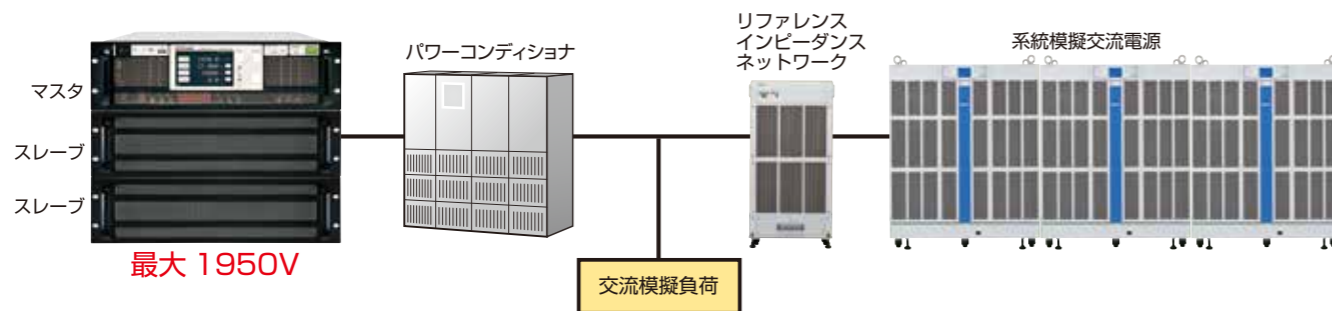 マスタ
スレーブ
スレーブ
最大 1950V
パワーコンディショナ
リファレンス
インピーダンス
ネットワーク
系統模擬交流電源
交流模擬負荷